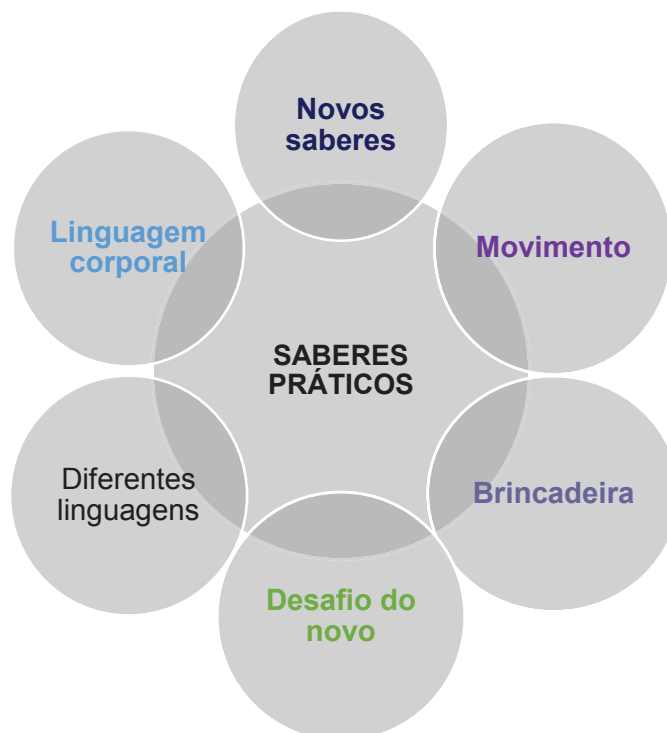 Novos
saberes
Linguagem
corporal
Movimento
SABERES
PRÁTICOS
Diferentes
linguagens
Brincadeira
Desafio do
novo